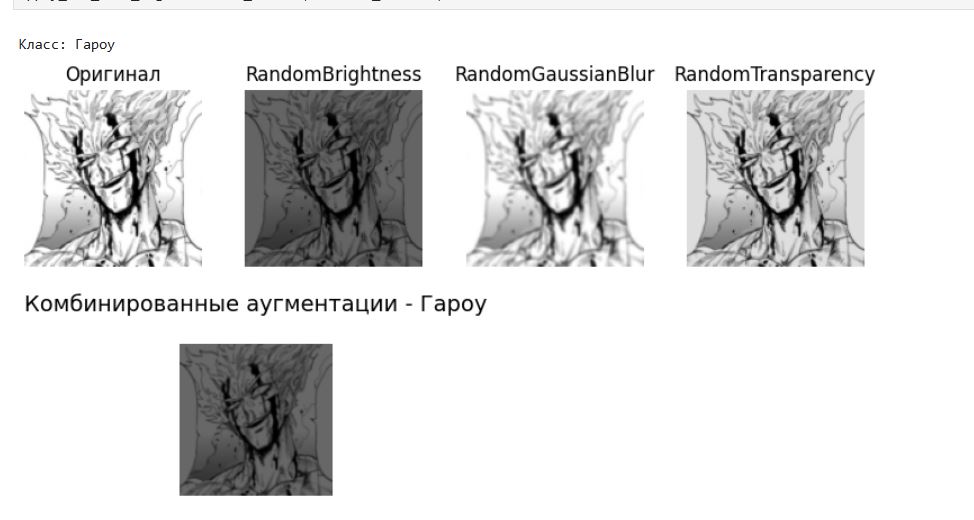 Класс: Гароу
Оригинал RandomBrightness RandomGaussianBlur RandomTransparency
Комбинированные аугментации - Гароу